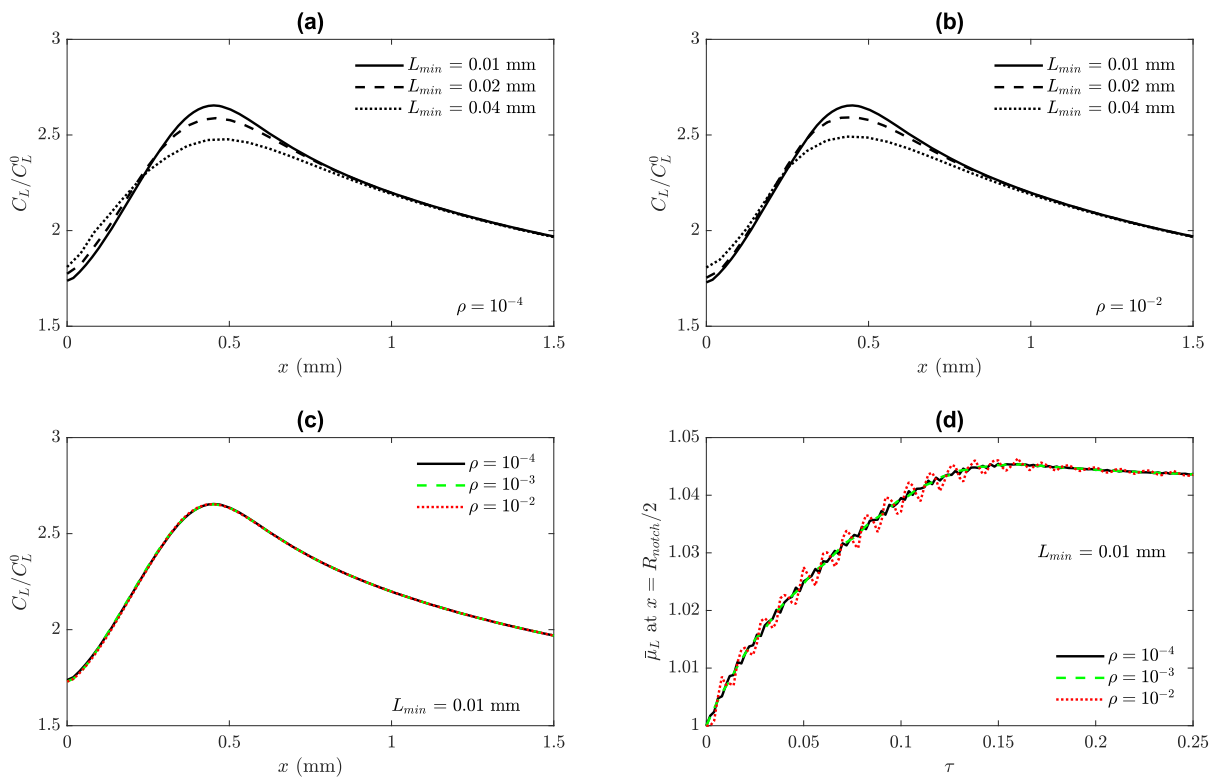 (a)
3
2.5
2
1.5
C_L/C_L^0
L_min = 0.01 mm
L_min = 0.02 mm
L_min = 0.04 mm
ρ = 10^-4
0 0.5 1 1.5
x (mm)
(b)
3
2.5
2
1.5
C_L/C_L^0
L_min = 0.01 mm
L_min = 0.02 mm
L_min = 0.04 mm
ρ = 10^-2
0 0.5 1 1.5
x (mm)
(c)
3
2.5
2
1.5
C_L/C_L^0
ρ = 10^-4
ρ = 10^-3
ρ = 10^-2
L_min = 0.01 mm
0 0.5 1 1.5
x (mm)
(d)
1.05
1.04
1.03
1.02
1.01
1
μ̄_L at x = R_notch/2
L_min = 0.01 mm
ρ = 10^-4
ρ = 10^-3
ρ = 10^-2
0 0.05 0.1 0.15 0.2 0.25
τ